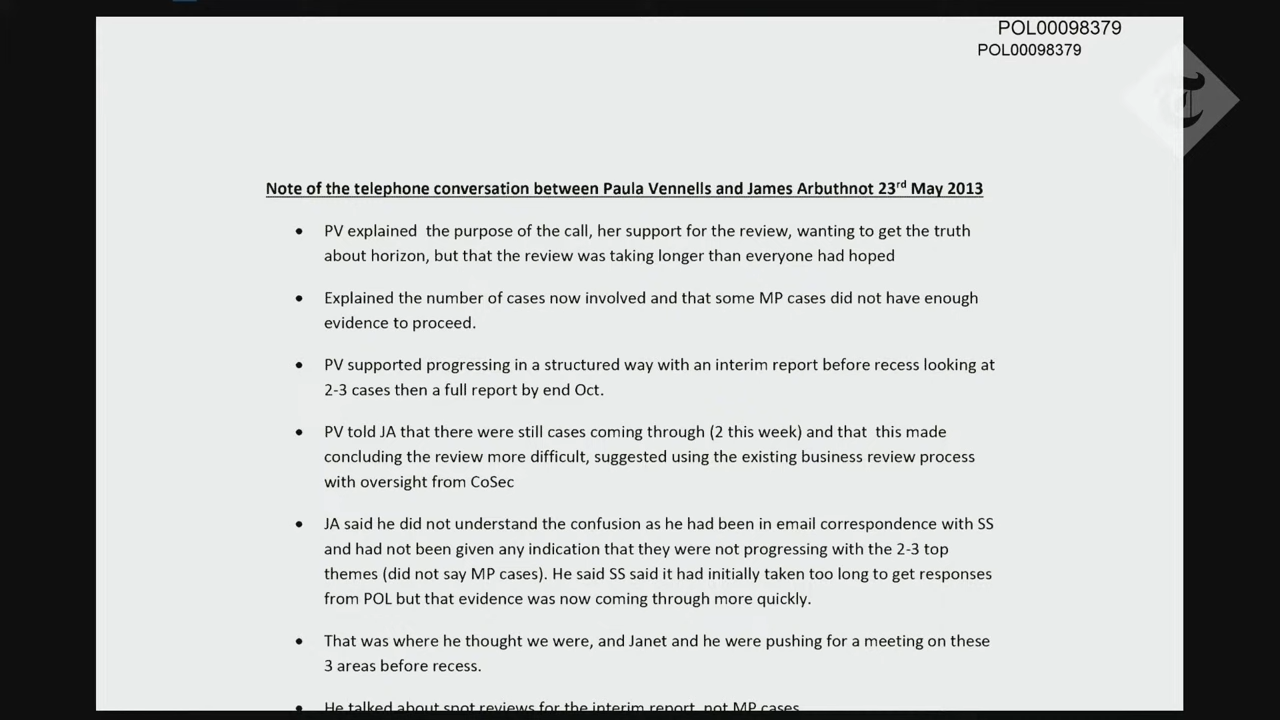 POL00098379
POL00098379
Note of the telephone conversation between Paula Vennells and James Arbuthnot 23rd May 2013
• PV explained the purpose of the call, her support for the review, wanting to get the truth
about horizon, but that the review was taking longer than everyone had hoped
• Explained the number of cases now involved and that some MP cases did not have enough
evidence to proceed.
• PV supported progressing in a structured way with an interim report before recess looking at
2-3 cases then a full report by end Oct.
• PV told JA that there were still cases coming through (2 this week) and that this made
concluding the review more difficult, suggested using the existing business review process
with oversight from CoSec
• JA said he did not understand the confusion as he had been in email correspondence with SS
and had not been given any indication that they were not progressing with the 2-3 top
themes (did not say MP cases). He said SS said it had initially taken too long to get responses
from POL but that evidence was now coming through more quickly.
• That was where he thought we were, and Janet and he were pushing for a meeting on these
3 areas before recess.
• He talked about spot reviews for the interim report, not MP cases